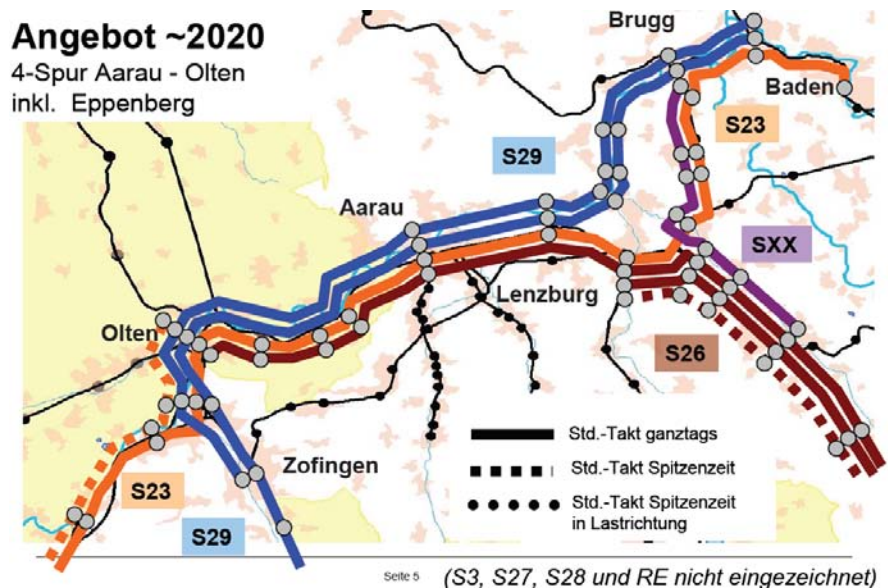 Angebot ~2020
4-Spur Aarau - Olten
inkl. Eppenberg
Brugg
Baden
S23
S29
Aarau
SXX
Lenzburg
Olten
S26
Zofingen
S23
S29
Std.-Takt ganztags
Std.-Takt Spitzenzeit
Std.-Takt Spitzenzeit
in Lastrichtung
Seite 5
(S3, S27, S28 und RE nicht eingezeichnet)